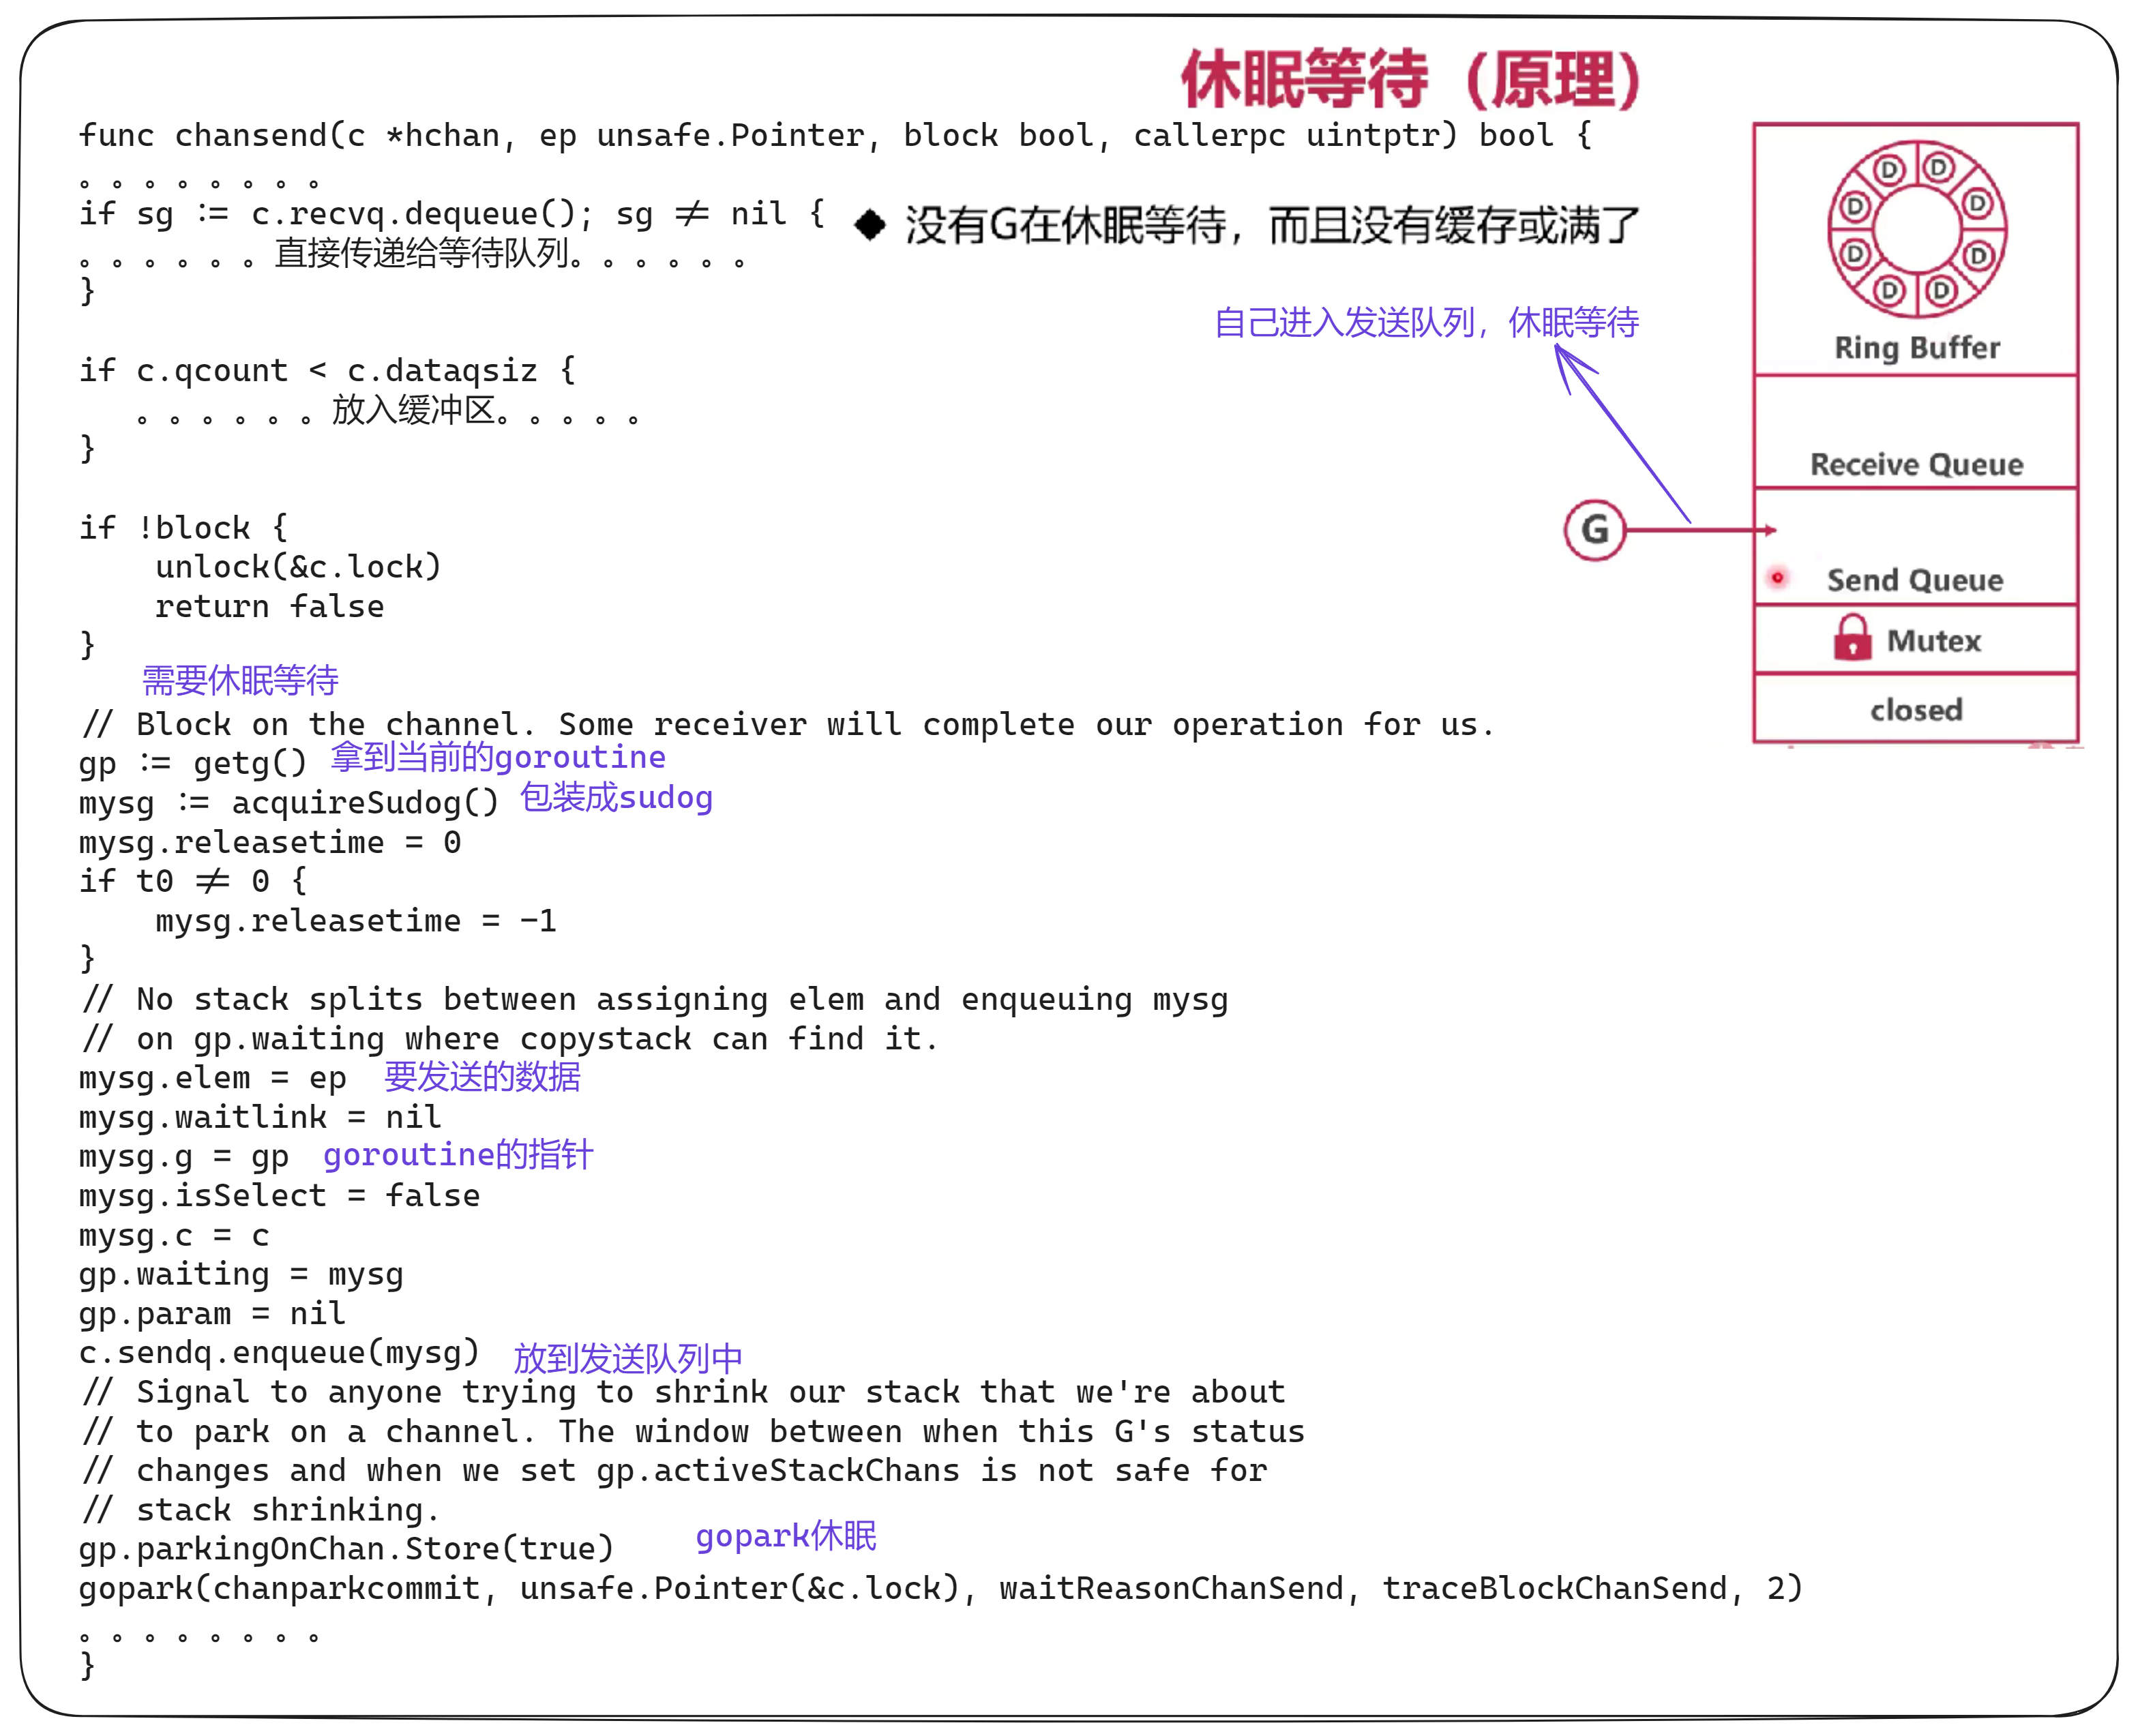 休眠等待（原理）
func chansend(c *hchan, ep unsafe.Pointer, block bool, callerpc uintptr) bool {
。。。。。。。。
if sg := c.recvq.dequeue(); sg != nil {
。。。。。。直接传递给等待队列。。。。。。
}
◆ 没有G在休眠等待，而且没有缓存或满了
自己进入发送队列，休眠等待
if c.qcount < c.dataqsiz {
。。。。。。放入缓冲区。。。。。
}
if !block {
unlock(&c.lock)
return false
}
需要休眠等待
// Block on the channel. Some receiver will complete our operation for us.
gp := getg() 拿到当前的goroutine
mysg := acquireSudog() 包装成sudog
mysg.releasetime = 0
if t0 != 0 {
mysg.releasetime = -1
}
// No stack splits between assigning elem and enqueuing mysg
// on gp.waiting where copystack can find it.
mysg.elem = ep 要发送的数据
mysg.waitlink = nil
mysg.g = gp goroutine的指针
mysg.isSelect = false
mysg.c = c
gp.waiting = mysg
gp.param = nil
c.sendq.enqueue(mysg) 放到发送队列中
// Signal to anyone trying to shrink our stack that we're about
// to park on a channel. The window between when this G's status
// changes and when we set gp.activeStackChans is not safe for
// stack shrinking.
gp.parkingOnChan.Store(true) gopark休眠
gopark(chanparkcommit, unsafe.Pointer(&c.lock), waitReasonChanSend, traceBlockChanSend, 2)
。。。。。。。。
}
D D
D D
D D
D D
Ring Buffer
Receive Queue
G
Send Queue
Mutex
closed